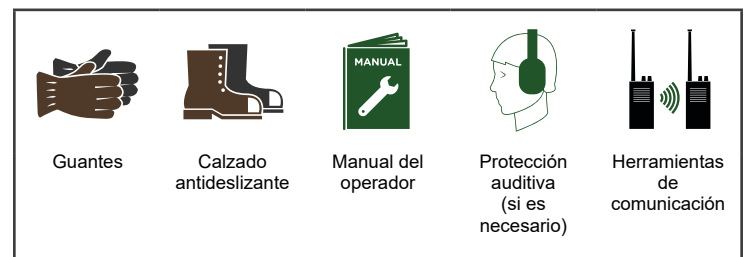 MANUAL
Guantes
Calzado
antideslizante
Manual del
operador
Protección
auditiva
(si es
necesario)
Herramientas
de
comunicación